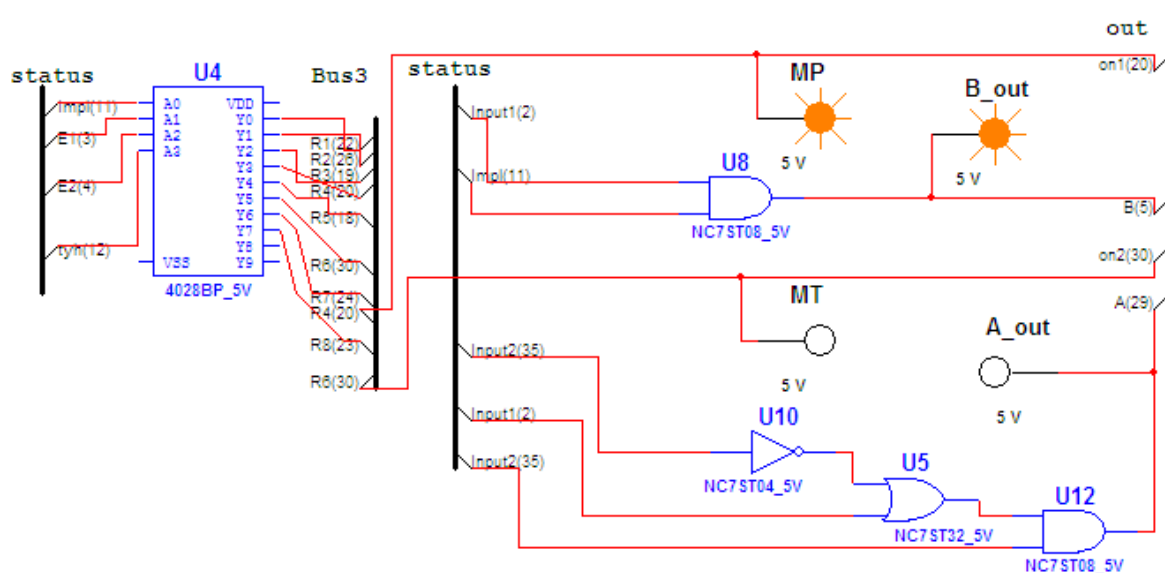 out
status
U4
Bus3
status
on1(20)
MP
B_out
Impl(11)
A0
VDD
Input1(2)
A1
Y0
E1(3)
A2
Y1
R1(22)
A3
Y2
R2(26)
Y3
R3(19)
5 V
U8
Impl(11)
Y4
R4(20)
5 V
E2(4)
Y5
Y6
R5(18)
B(5)
Y7
NC7ST08_5V
tyh(12)
Y8
on2(30)
VSS
Y9
R6(30)
4028BP_5V
R7(24)
MT
A(29)
R4(20)
A_out
R8(23)
Input2(35)
R6(30)
5 V
Input1(2)
U10
5 V
Input2(35)
U5
NC7ST04_5V
U12
NC7ST32_5V
NC7ST08_5V